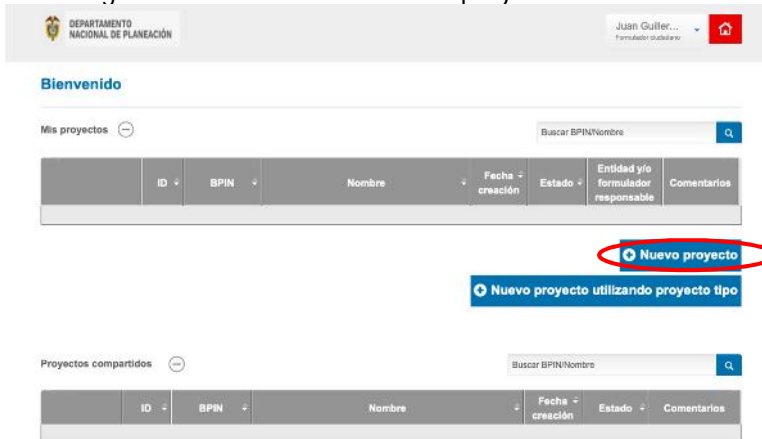 DEPARTAMENTO
NACIONAL DE PLANEACIÓN
Juan Guiller...
Formulador ciudadano
Bienvenido
Mis proyectos
Buscar BPIN/Nombre
ID
BPIN
Nombre
Fecha creación
Estado
Entidad y/o formulador responsable
Comentarios
Nuevo proyecto
Nuevo proyecto utilizando proyecto tipo
Proyectos compartidos
Buscar BPIN/Nombre
ID
BPIN
Nombre
Fecha creación
Estado
Comentarios